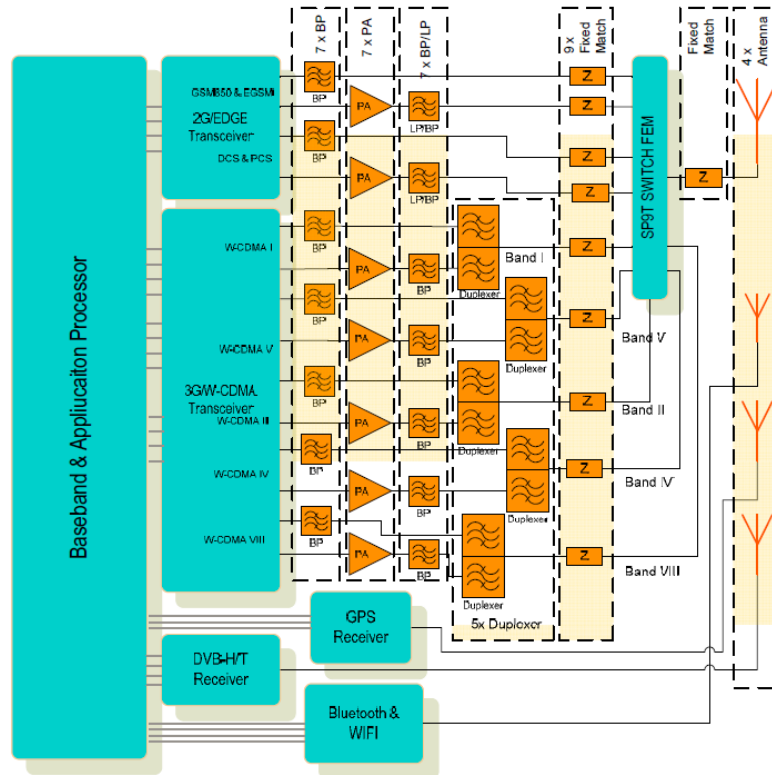 7 x BP
7 x PA
7 x BP/LP
9 x Fixed Match
Fixed Match
4 x Antenna
Baseband & Appliucaiton Processor
GSM850 & EGSM
2G/EDGE
Transceiver
DCS & PCS
BP
PA
LP/BP
BP
PA
LP/BP
Z
Z
Z
Z
SP9T SWITCH FEM
Z
W-CDMA I
BP
PA
BP
Duplexer
Band I
Z
W-CDMA V
BP
PA
BP
Duplexer
Z
Band V
3G/W-CDMA
Transceiver
W-CDMA III
BP
PA
BP
Duplexer
Z
Band II
W-CDMA IV
BP
PA
BP
Duplexer
Z
Band IV
W-CDMA VIII
BP
PA
BP
Duplexer
Z
Band VIII
5x Duploxor
GPS
Receiver
DVB-H/T
Receiver
Bluetooth &
WIFI